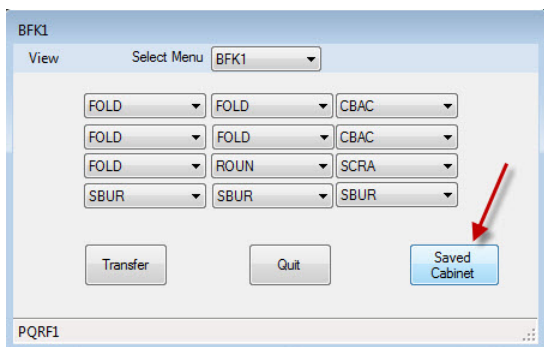 BFK1
View Select Menu BFK1
FOLD FOLD CBAC
FOLD FOLD CBAC
FOLD ROUN SCRA
SBUR SBUR SBUR
Transfer Quit Saved
Cabinet
PQRF1